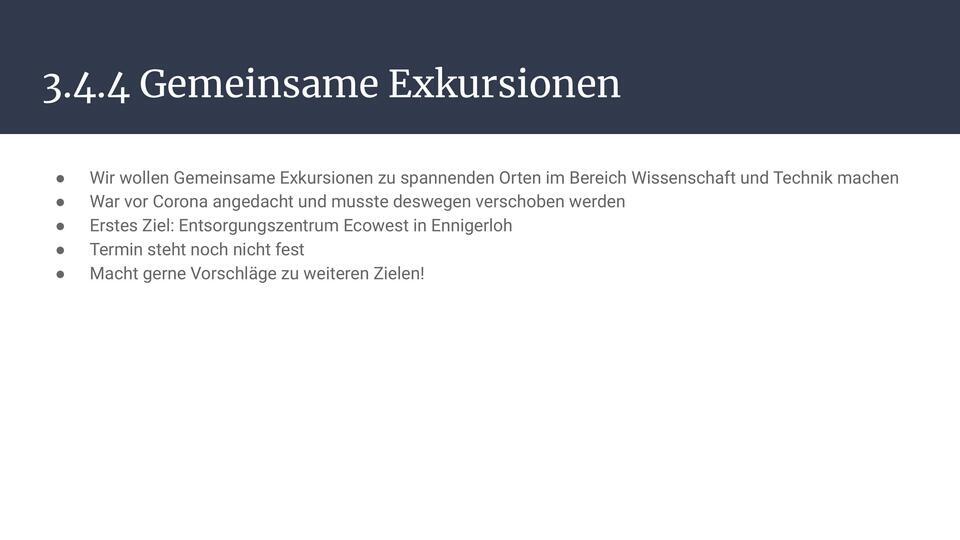 3.4.4 Gemeinsame Exkursionen
● Wir wollen Gemeinsame Exkursionen zu spannenden Orten im Bereich Wissenschaft und Technik machen
● War vor Corona angedacht und musste deswegen verschoben werden
● Erstes Ziel: Entsorgungszentrum Ecowest in Ennigerloh
● Termin steht noch nicht fest
● Macht gerne Vorschläge zu weiteren Zielen!